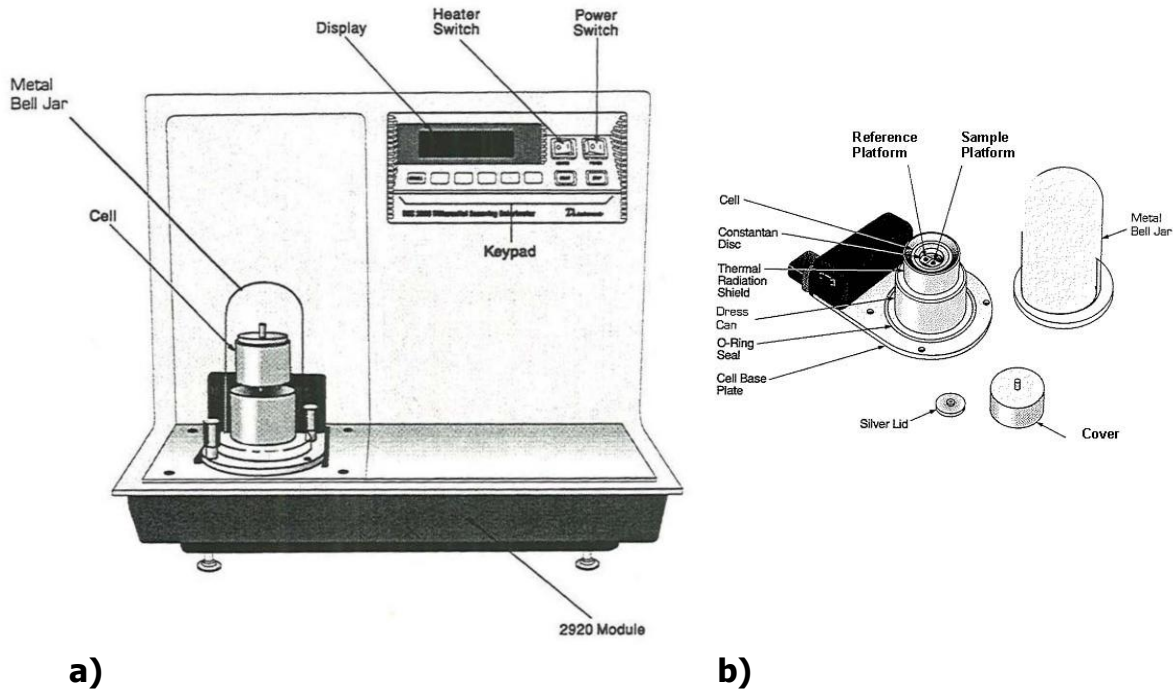 Display
Heater
Switch
Power
Switch
Metal
Bell Jar
Cell
Keypad
2920 Module
a)
Reference
Platform
Sample
Platform
Cell
Constantan
Disc
Thermal
Radiation
Shield
Dress
Can
O-Ring
Seal
Cell Base
Plate
Metal
Bell Jar
Silver Lid
Cover
b)